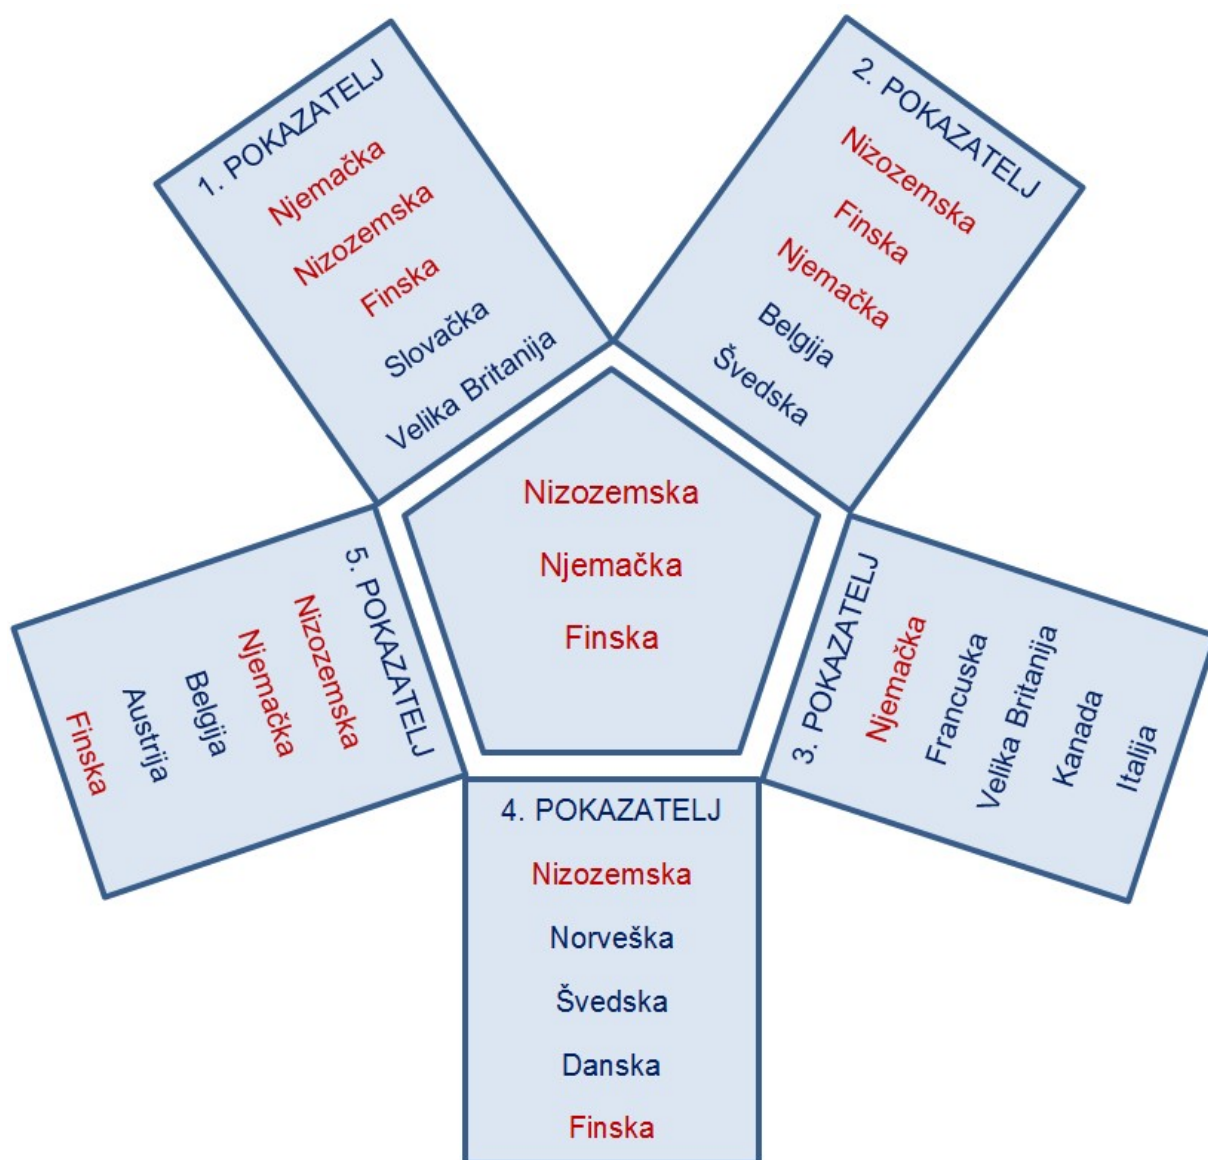 1. POKAZATELJ
Njemačka
Nizozemska
Finska
Slovačka
Velika Britanija
2. POKAZATELJ
Nizozemska
Finska
Njemačka
Belgija
Švedska
Nizozemska
Njemačka
Finska
3. POKAZATELJ
Njemačka
Francuska
Velika Britanija
Kanada
Italija
4. POKAZATELJ
Nizozemska
Norveška
Švedska
Danska
Finska
5. POKAZATELJ
Nizozemska
Njemačka
Belgija
Austrija
Finska